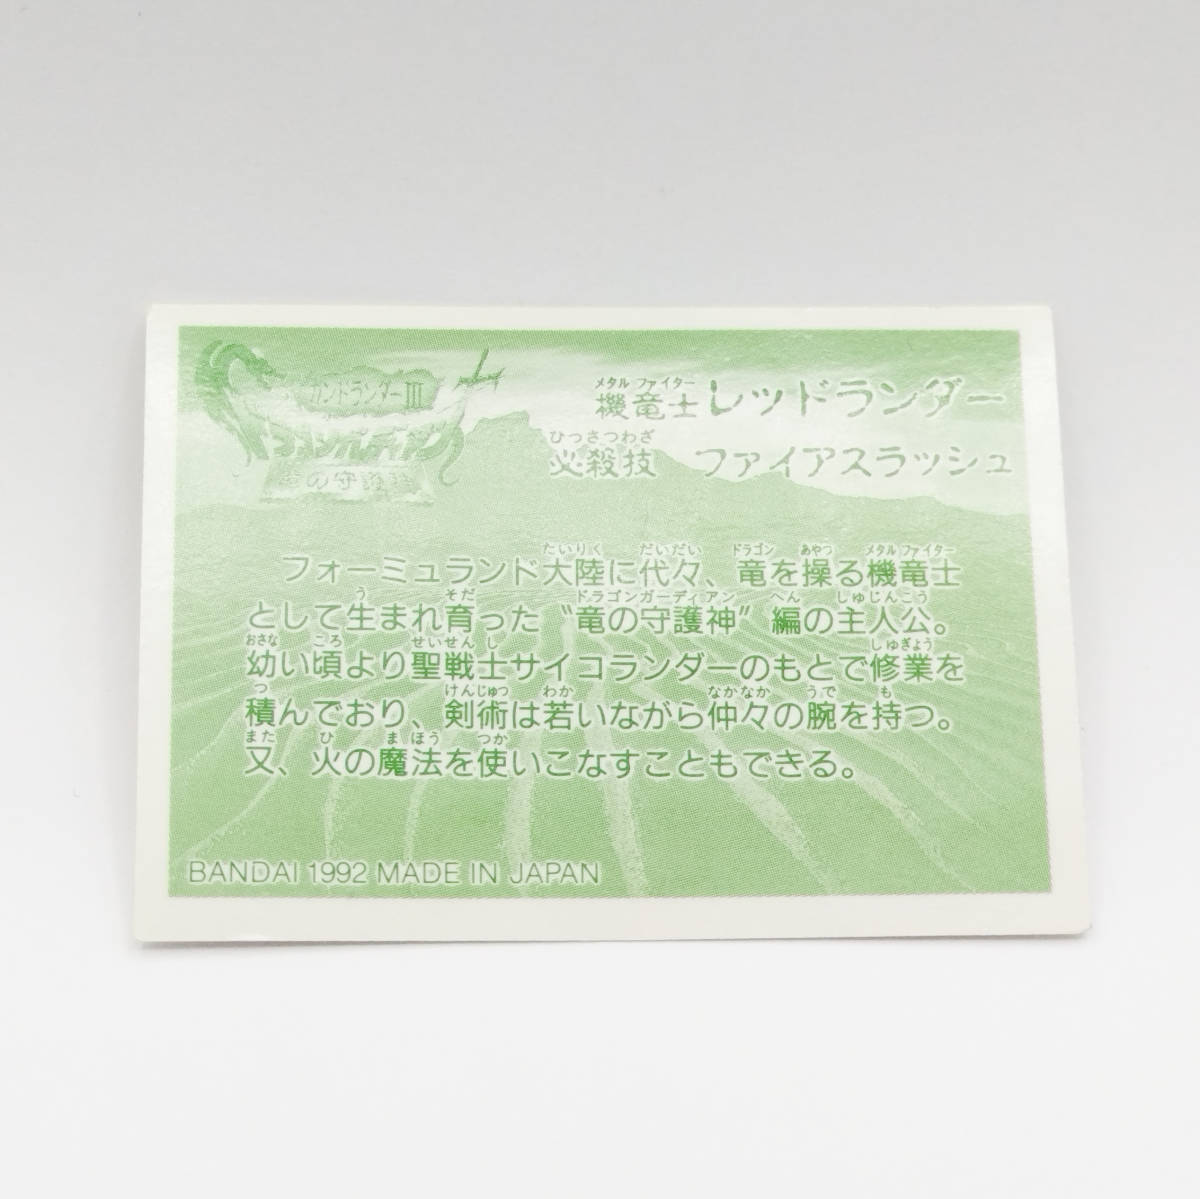 ガンドランダーIII
ドラゴンガーディアン
竜の守護神
メタル ファイター
機竜士レッドランダー
ひっさつわざ
必殺技 ファイアスラッシュ
たいりく だいだい ドラゴン あやつ メタル ファイター
フォーミュランド大陸に代々、竜を操る機竜士
う そだ ドラゴンガーディアン へん しゅじんこう
として生まれ育った“竜の守護神”編の主人公。
おさな ころ せいせんし しゅぎょう
幼い頃より聖戦士サイコランダーのもとで修業を
つ けんじゅつ わか なかなか うで も
積んでおり、剣術は若いながら仲々の腕を持つ。
また ひ まほう つか
又、火の魔法を使いこなすこともできる。
BANDAI 1992 MADE IN JAPAN